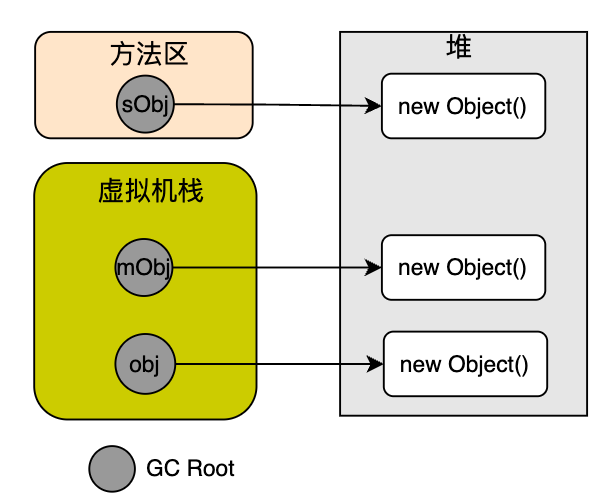 方法区
sObj
堆
new Object()
虚拟机栈
mObj
new Object()
obj
new Object()
GC Root